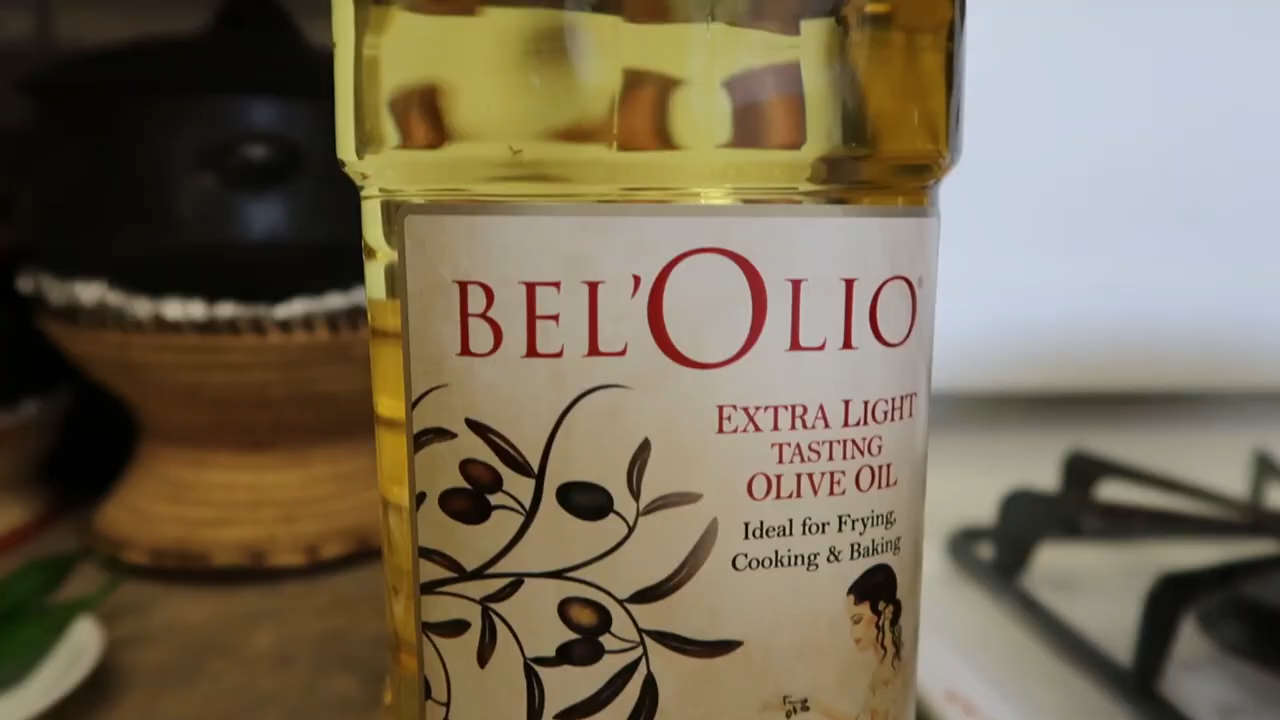 BEL'OLIO®
EXTRA LIGHT
TASTING
OLIVE OIL
Ideal for Frying,
Cooking & Baking